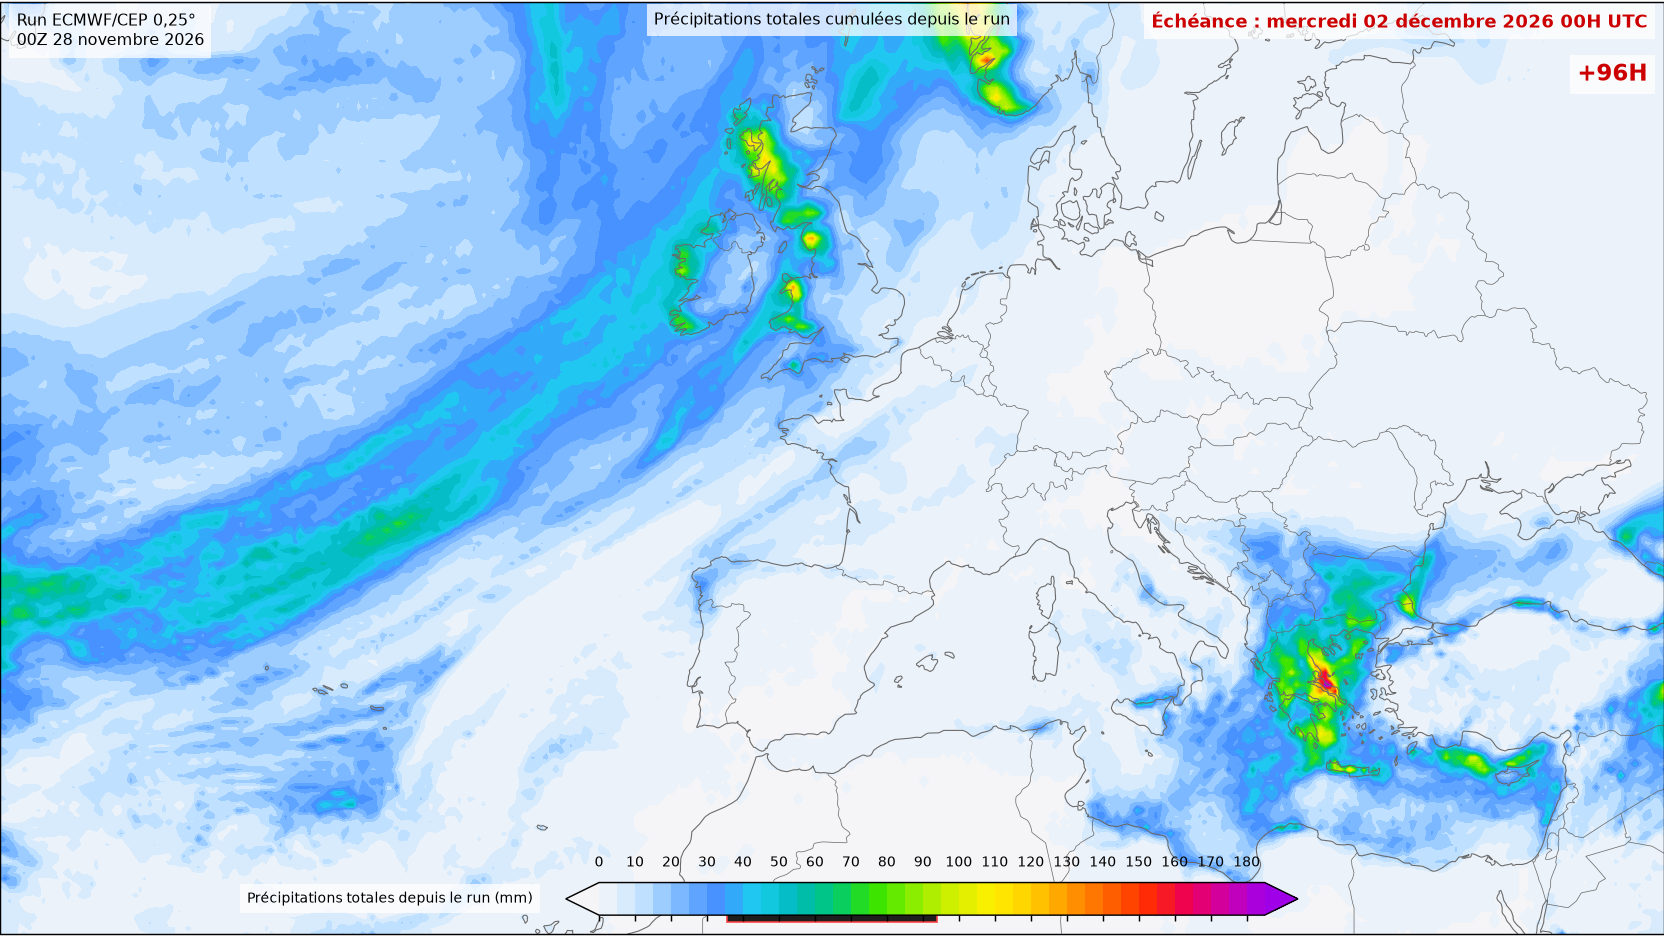 Run ECMWF/CEP 0,25°
00Z 28 novembre 2026
Précipitations totales cumulées depuis le run
Échéance : mercredi 02 décembre 2026 00H UTC
+96H
0 10 20 30 40 50 60 70 80 90 100 110 120 130 140 150 160 170 180
Précipitations totales depuis le run (mm)